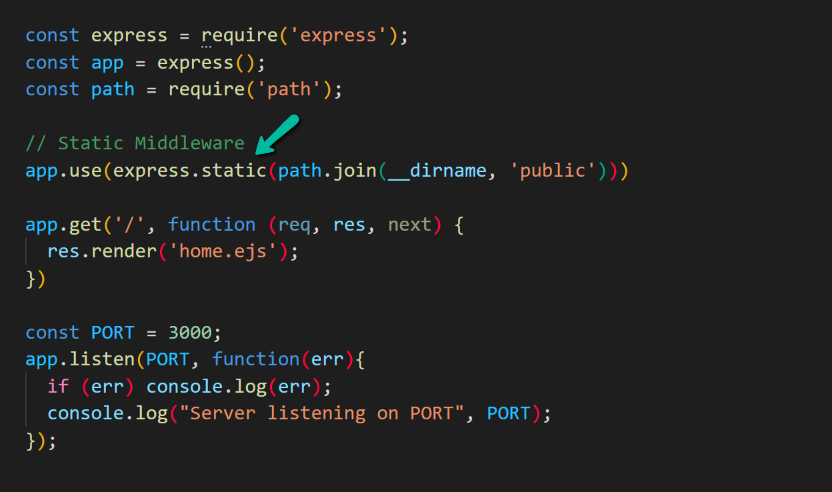 const express = require('express');
const app = express();
const path = require('path');
// Static Middleware
app.use(express.static(path.join(__dirname, 'public')))
app.get('/', function (req, res, next) {
  res.render('home.ejs');
})
const PORT = 3000;
app.listen(PORT, function(err){
  if (err) console.log(err);
  console.log("Server listening on PORT", PORT);
});